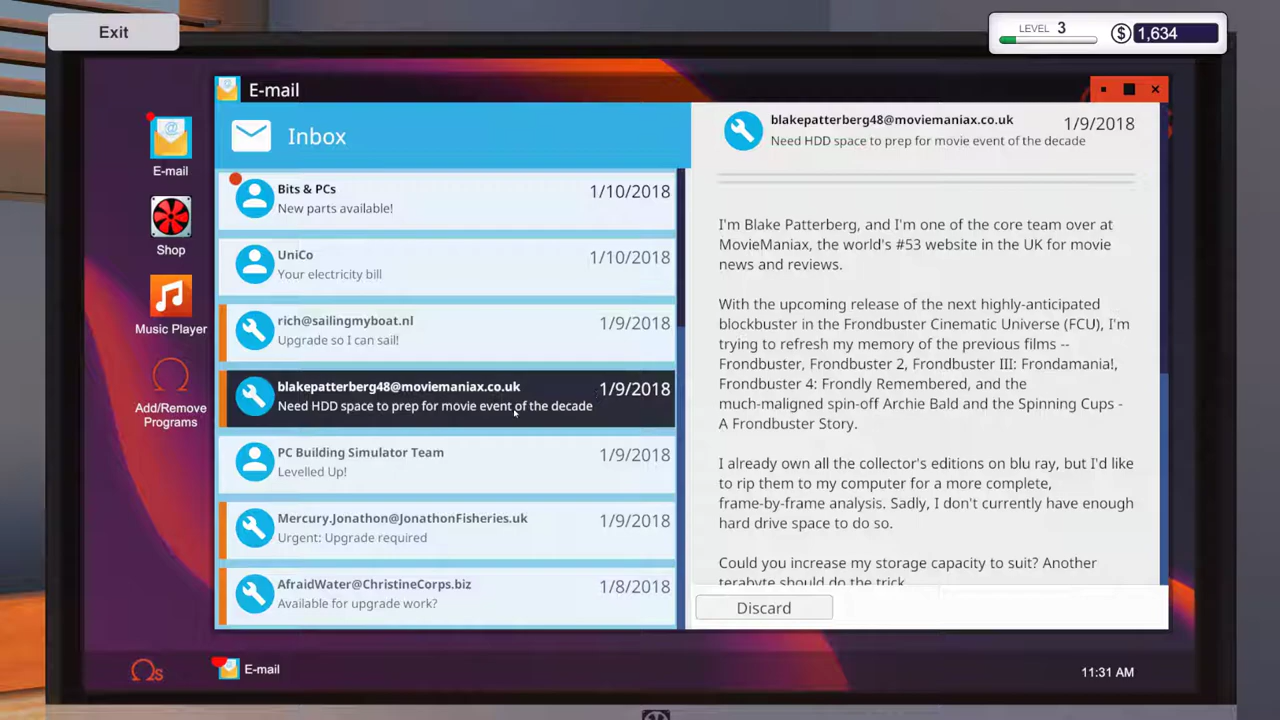 Exit
LEVEL 3
$ 1,634
E-mail
Shop
Music Player
Add/Remove
Programs
E-mail
Inbox
Bits & PCs
1/10/2018
New parts available!
UniCo
1/10/2018
Your electricity bill
rich@sailingmyboat.nl
1/9/2018
Upgrade so I can sail!
blakepatterberg48@moviemaniax.co.uk
1/9/2018
Need HDD space to prep for movie event of the decade
PC Building Simulator Team
1/9/2018
Levelled Up!
Mercury.Jonathon@JonathonFisheries.uk
1/9/2018
Urgent: Upgrade required
AfraidWater@ChristineCorps.biz
1/8/2018
Available for upgrade work?
blakepatterberg48@moviemaniax.co.uk
1/9/2018
Need HDD space to prep for movie event of the decade
I'm Blake Patterberg, and I'm one of the core team over at
MovieManiax, the world's #53 website in the UK for movie
news and reviews.
With the upcoming release of the next highly-anticipated
blockbuster in the Frondbuster Cinematic Universe (FCU), I'm
trying to refresh my memory of the previous films --
Frondbuster, Frondbuster 2, Frondbuster III: Frondamania!,
Frondbuster 4: Frondly Remembered, and the
much-maligned spin-off Archie Bald and the Spinning Cups -
A Frondbuster Story.
I already own all the collector's editions on blu ray, but I'd like
to rip them to my computer for a more complete,
frame-by-frame analysis. Sadly, I don't currently have enough
hard drive space to do so.
Could you increase my storage capacity to suit? Another
terabyte should do the trick.
Discard
Ωs
E-mail
11:31 AM